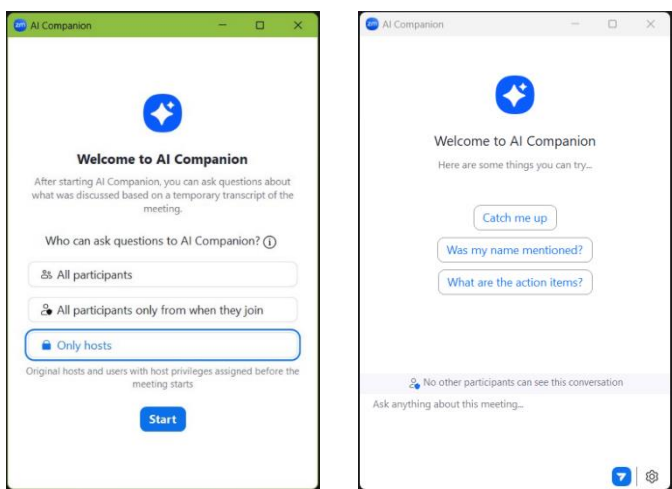 zm AI Companion
Welcome to AI Companion
After starting AI Companion, you can ask questions about
what was discussed based on a temporary transcript of the
meeting.
Who can ask questions to AI Companion?
All participants
All participants only from when they join
Only hosts
Original hosts and users with host privileges assigned before the
meeting starts
Start
zm AI Companion
Welcome to AI Companion
Here are some things you can try...
Catch me up
Was my name mentioned?
What are the action items?
No other participants can see this conversation
Ask anything about this meeting...